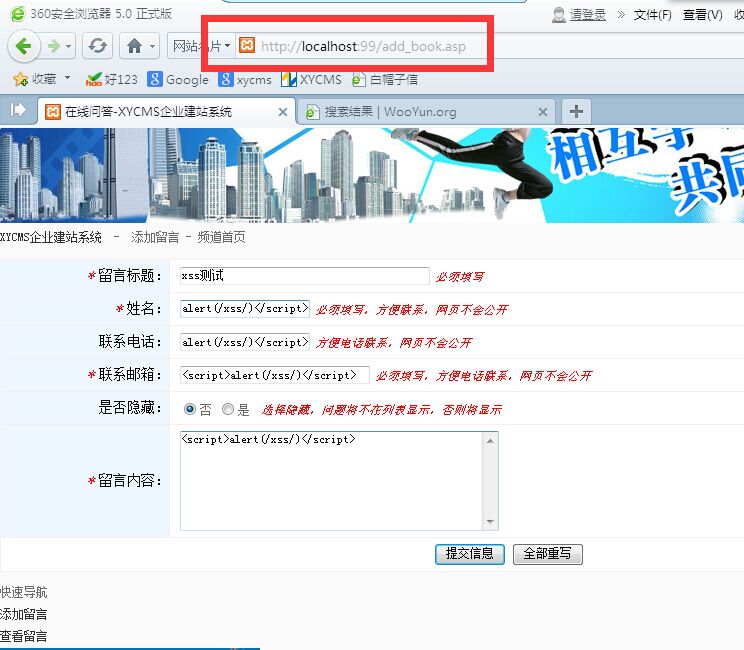 360安全浏览器 5.0 正式版 请登录 » 文件(F) 查看(V)
网站名片 http://localhost:99/add_book.asp
收藏 好123 Google xycms XYCMS 白帽子信
在线问答-XYCMS企业建站系统 搜索结果 | WooYun.org
相互
共同
XYCMS企业建站系统 - 添加留言 - 频道首页
*留言标题： xss测试 必须填写
*姓名： alert(/xss/)</script> 必须填写，方便联系，网页不会公开
联系电话： alert(/xss/)</script> 方便电话联系，网页不会公开
*联系邮箱： <script>alert(/xss/)</script> 必须填写，方便电话联系，网页不会公开
是否隐藏： 否 是 选择隐藏，问题将不在列表显示，否则将显示
*留言内容： <script>alert(/xss/)</script>
提交信息 全部重写
快速导航
添加留言
查看留言